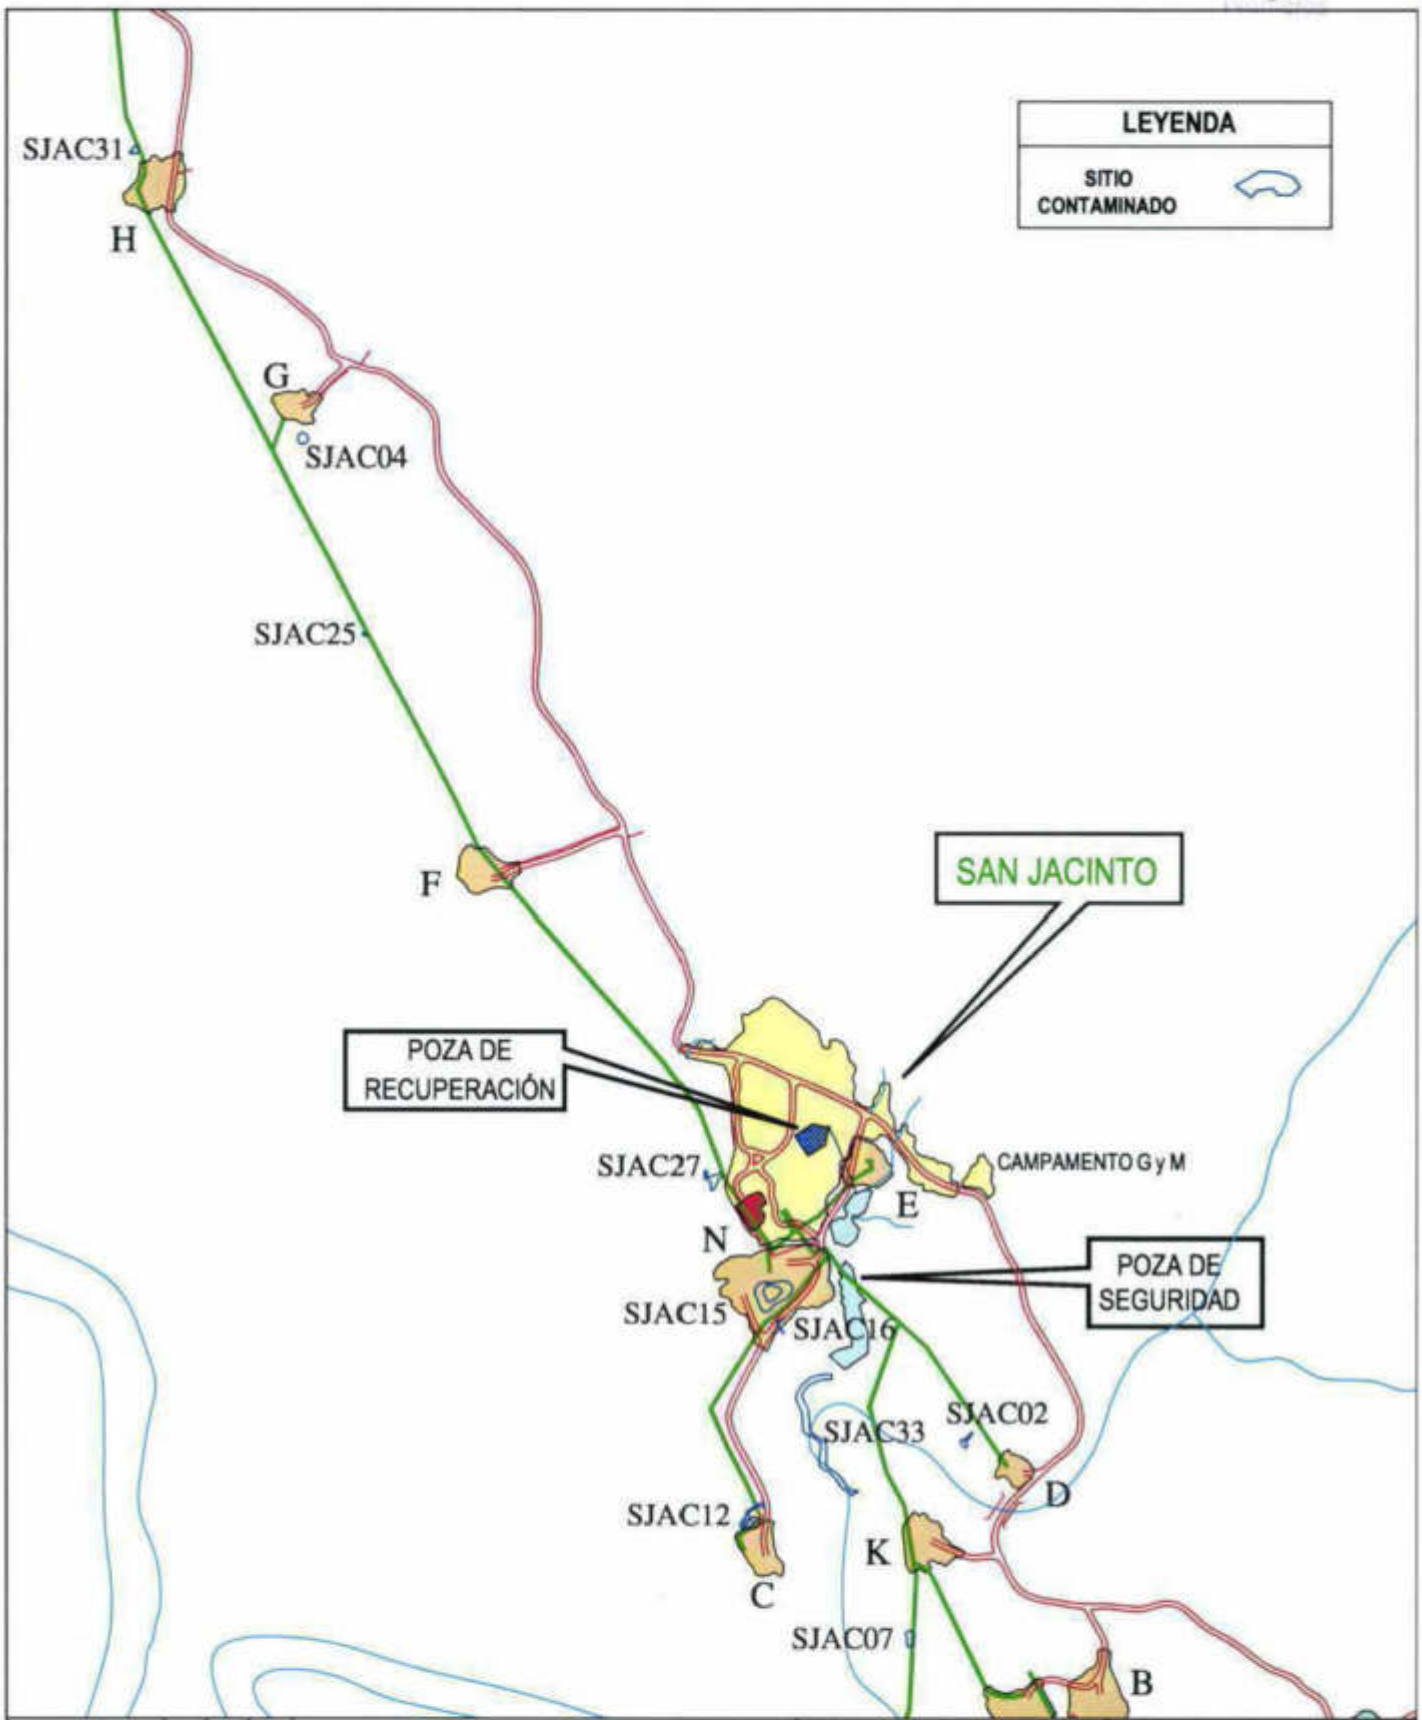 LEYENDA
SITIO
CONTAMINADO
SJAC31
H
G
SJAC04
SJAC25
F
SAN JACINTO
POZA DE
RECUPERACIÓN
SJAC27
CAMPAMENTO G y M
E
N
POZA DE
SEGURIDAD
SJAC15
SJAC16
SJAC02
SJAC33
D
SJAC12
K
C
SJAC07
B